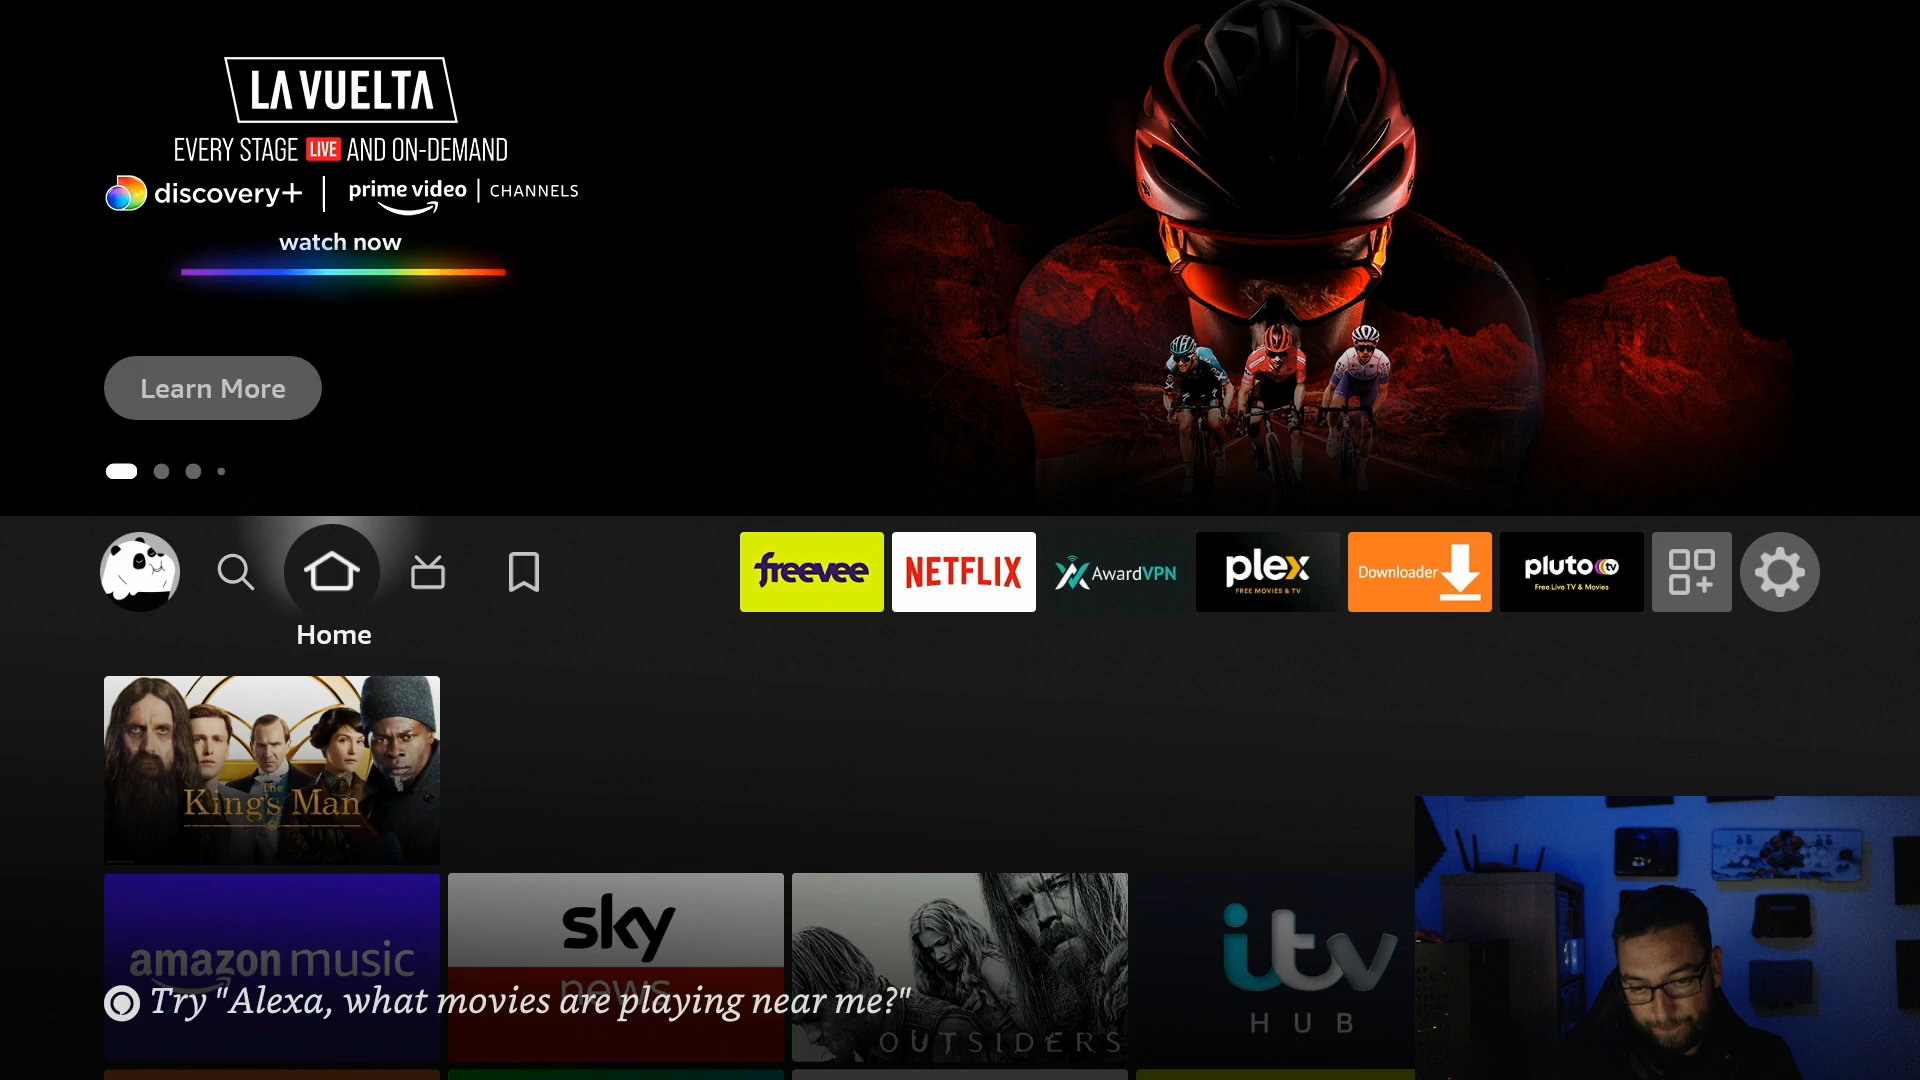 LA VUELTA
EVERY STAGE LIVE AND ON-DEMAND
discovery+ | prime video | CHANNELS
watch now
Learn More
freevee
NETFLIX
AwardVPN
plex
FREE MOVIES & TV
Downloader
pluto tv
Free Live TV & Movies
Home
The
King's Man
amazon music
sky
news
OUTSIDERS
itv
HUB
Try "Alexa, what movies are playing near me?"